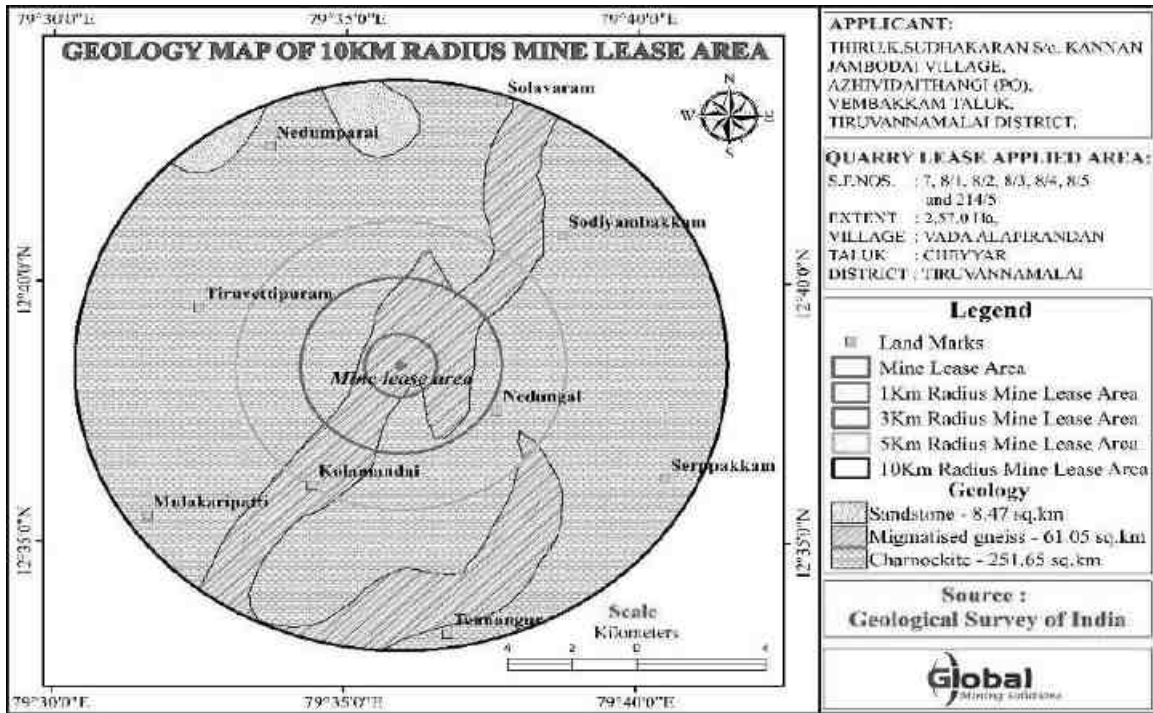 79°30'0"E 79°35'0"E 79°40'0"E
GEOLOGY MAP OF 10KM RADIUS MINE LEASE AREA
Solavaram
N
W E
S
Nedumparai
Sodiyambakkam
12°40'0"N
12°40'0"N
Tiruvettipuram
Mine lease area
Nedungal
Kolamandai
Serppakkam
Mulakaripatti
12°35'0"N
12°35'0"N
Tennangur
Scale
Kilometers
4 2 0 4
79°30'0"E 79°35'0"E 79°40'0"E
APPLICANT:
THIRU.K.SUDHAKARAN S/o. KANNAN
JAMBODAI VILLAGE,
AZHIVIDAITHANGI (PO),
VEMBAKKAM TALUK,
TIRUVANNAMALAI DISTRICT.
QUARRY LEASE APPLIED AREA:
S.F.NOS. : 7, 8/1, 8/2, 8/3, 8/4, 8/5
and 214/5
EXTENT : 2.57.0 Ha,
VILLAGE : VADA ALAPIRANDAN
TALUK : CHEYYAR
DISTRICT : TIRUVANNAMALAI
Legend
Land Marks
Mine Lease Area
1Km Radius Mine Lease Area
3Km Radius Mine Lease Area
5Km Radius Mine Lease Area
10Km Radius Mine Lease Area
Geology
Sandstone - 8.47 sq.km
Migmatised gneiss - 61.05 sq.km
Charnockite - 251.65 sq.km
Source :
Geological Survey of India
Global
Mining Solutions